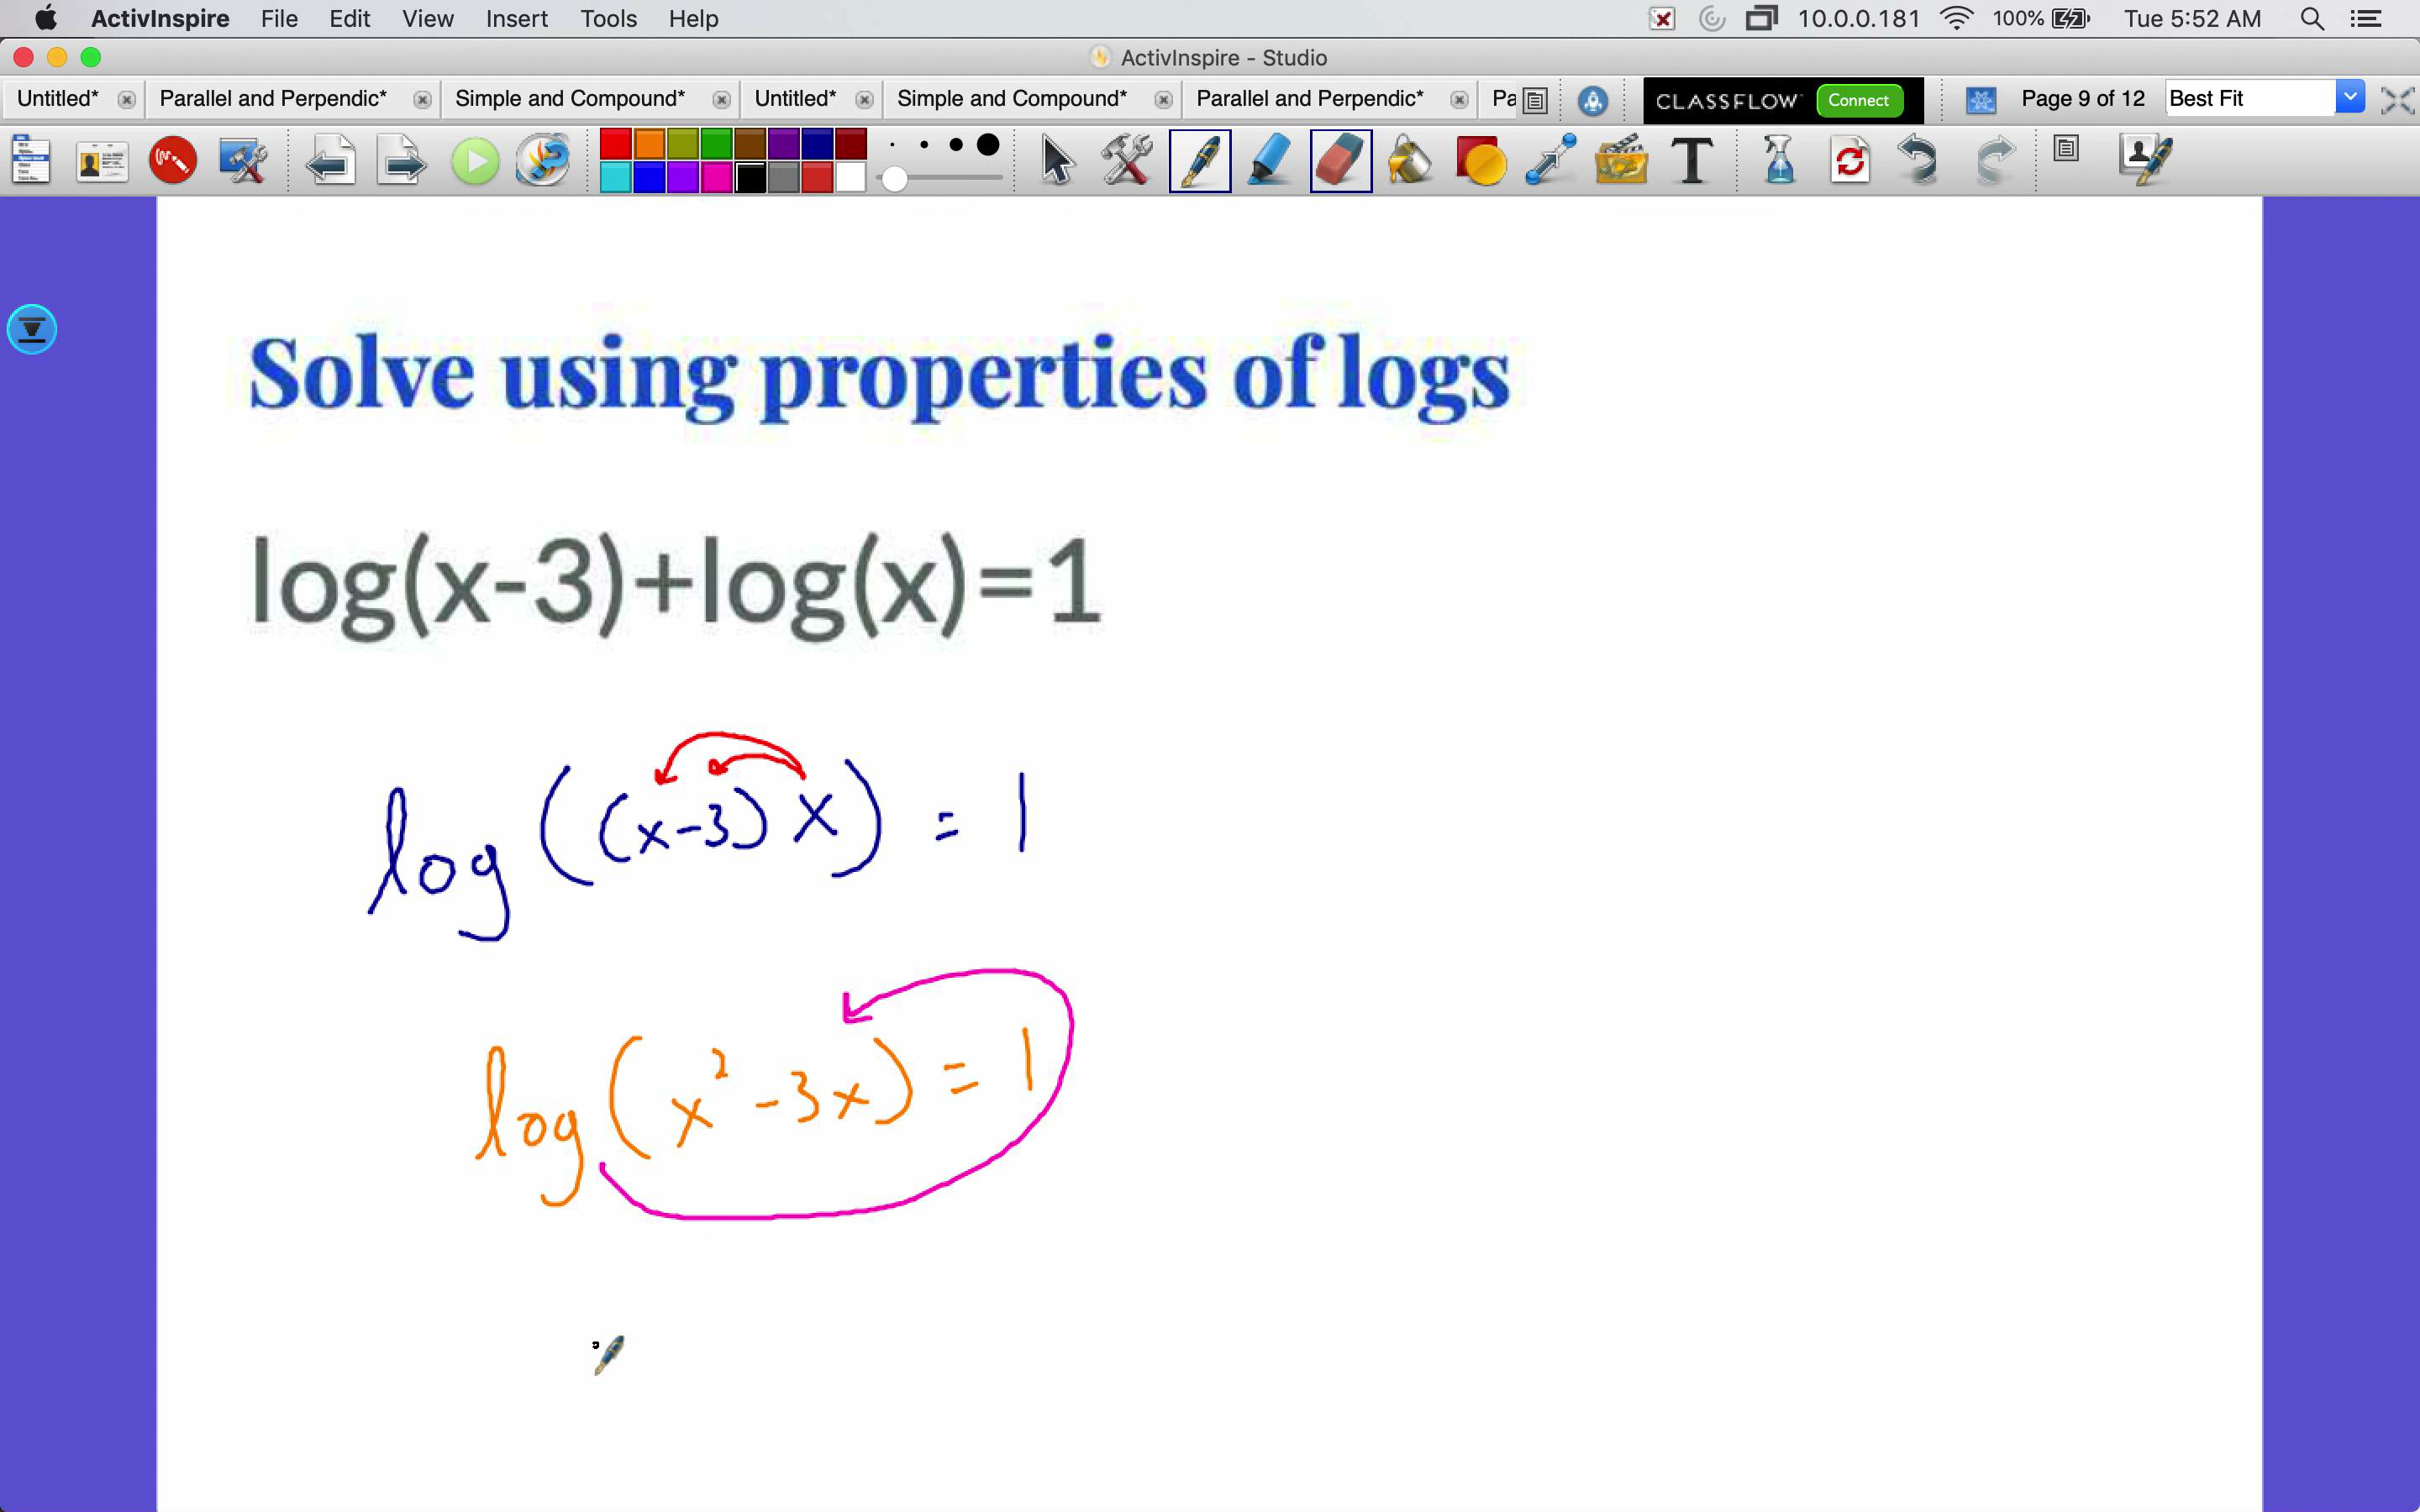 ActivInspire File Edit View Insert Tools Help 10.0.0.181 100% Tue 5:52 AM
ActivInspire - Studio
Untitled* Parallel and Perpendic* Simple and Compound* Untitled* Simple and Compound* Parallel and Perpendic* Pa CLASSFLOW Connect Page 9 of 12 Best Fit
T
Solve using properties of logs
log(x-3)+log(x)=1
log((x-3)x) = 1
log(x² -3x) = 1